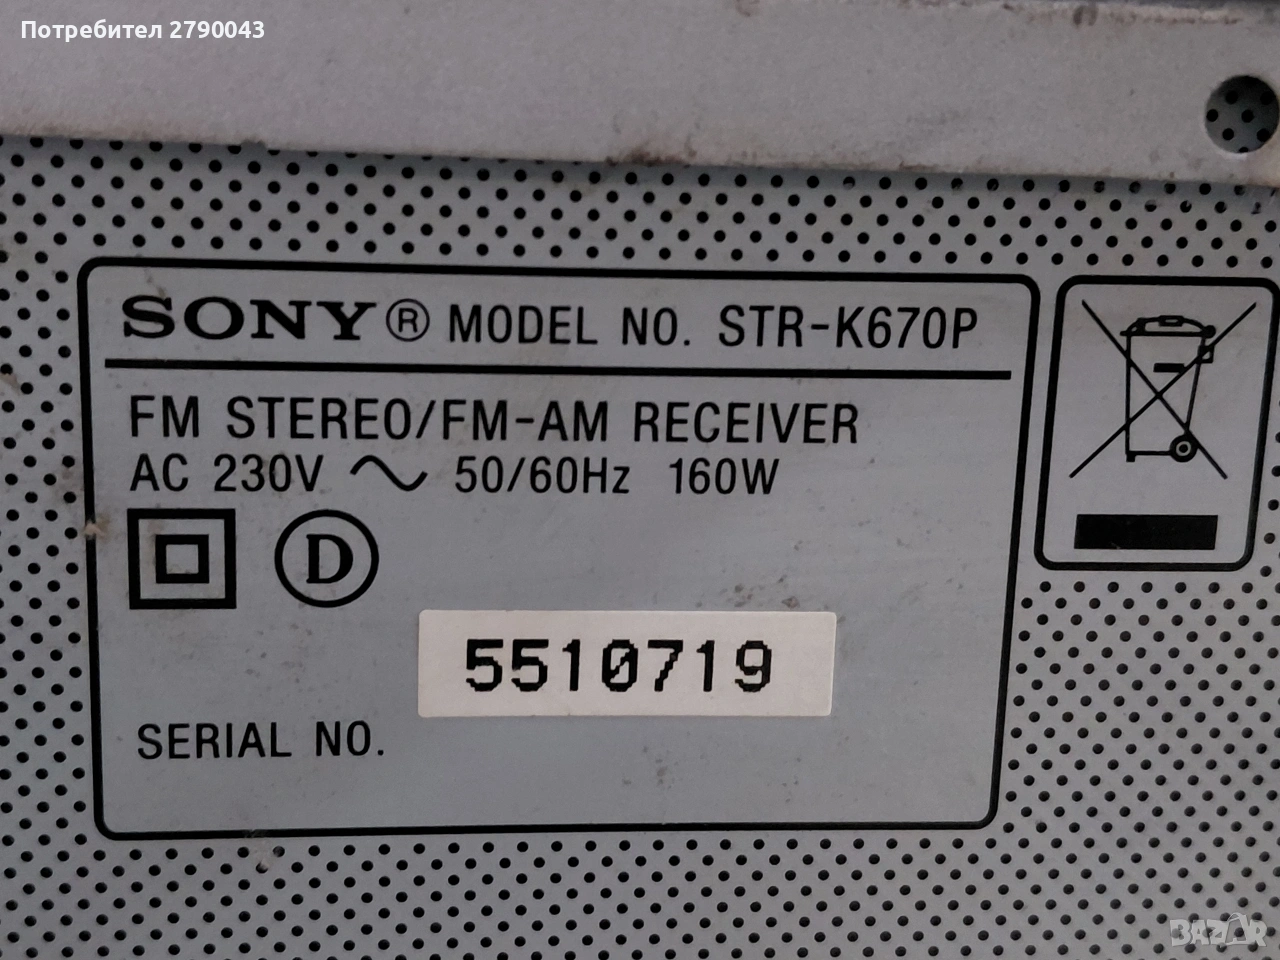 Потребител 2790043
SONY® MODEL NO. STR-K670P
FM STEREO/FM-AM RECEIVER
AC 230V ~ 50/60Hz 160W
D
5510719
SERIAL NO.
BAZAR